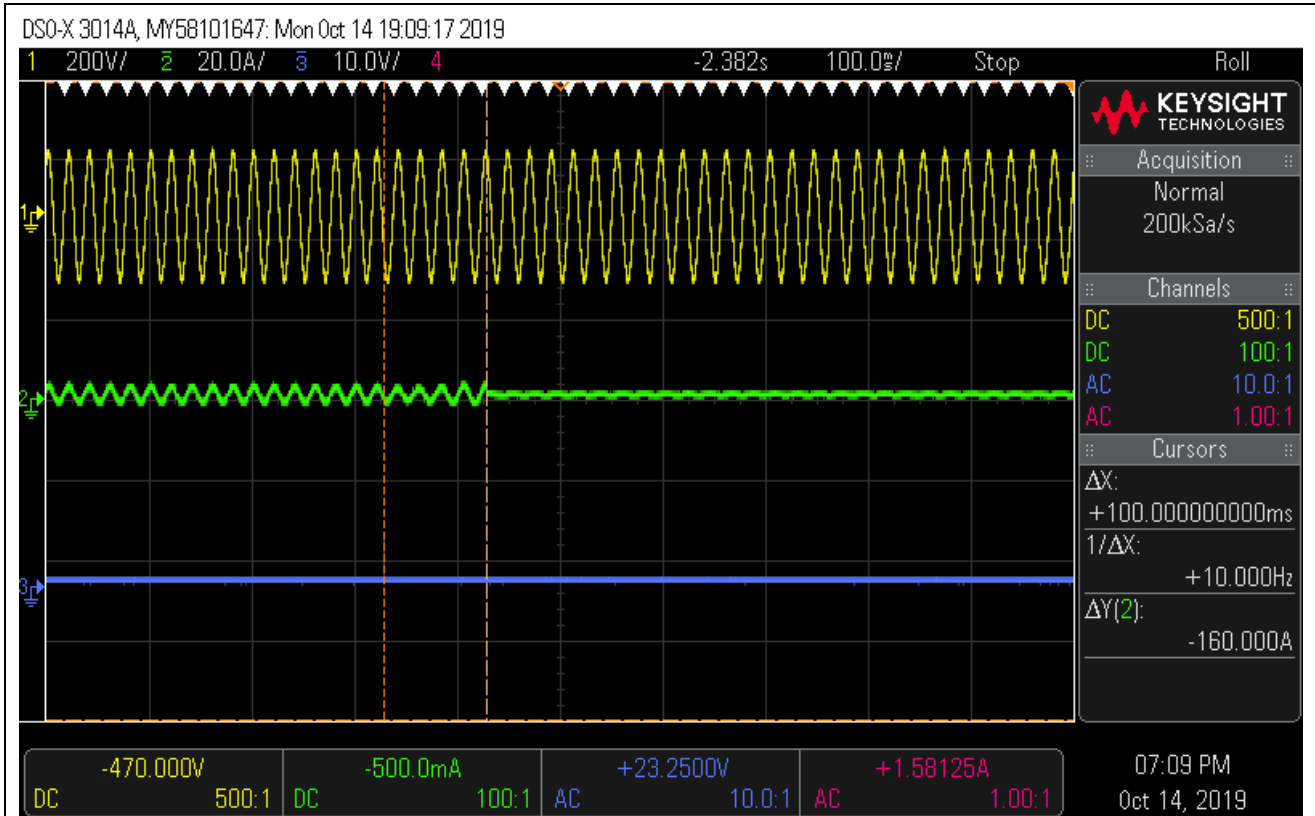 DSO-X 3014A, MY58101647: Mon Oct 14 19:09:17 2019
1 200V/ 2 20.0A/ 3 10.0V/ 4 -2.382s 100.0ms/ Stop Roll
KEYSIGHT
TECHNOLOGIES
Acquisition
Normal
200kSa/s
Channels
DC 500:1
DC 100:1
AC 10.0:1
AC 1.00:1
Cursors
ΔX:
+100.000000000ms
1/ΔX:
+10.000Hz
ΔY(2):
-160.000A
1
2
3
-470.000V -500.0mA +23.2500V +1.58125A
DC 500:1 DC 100:1 AC 10.0:1 AC 1.00:1
07:09 PM
Oct 14, 2019